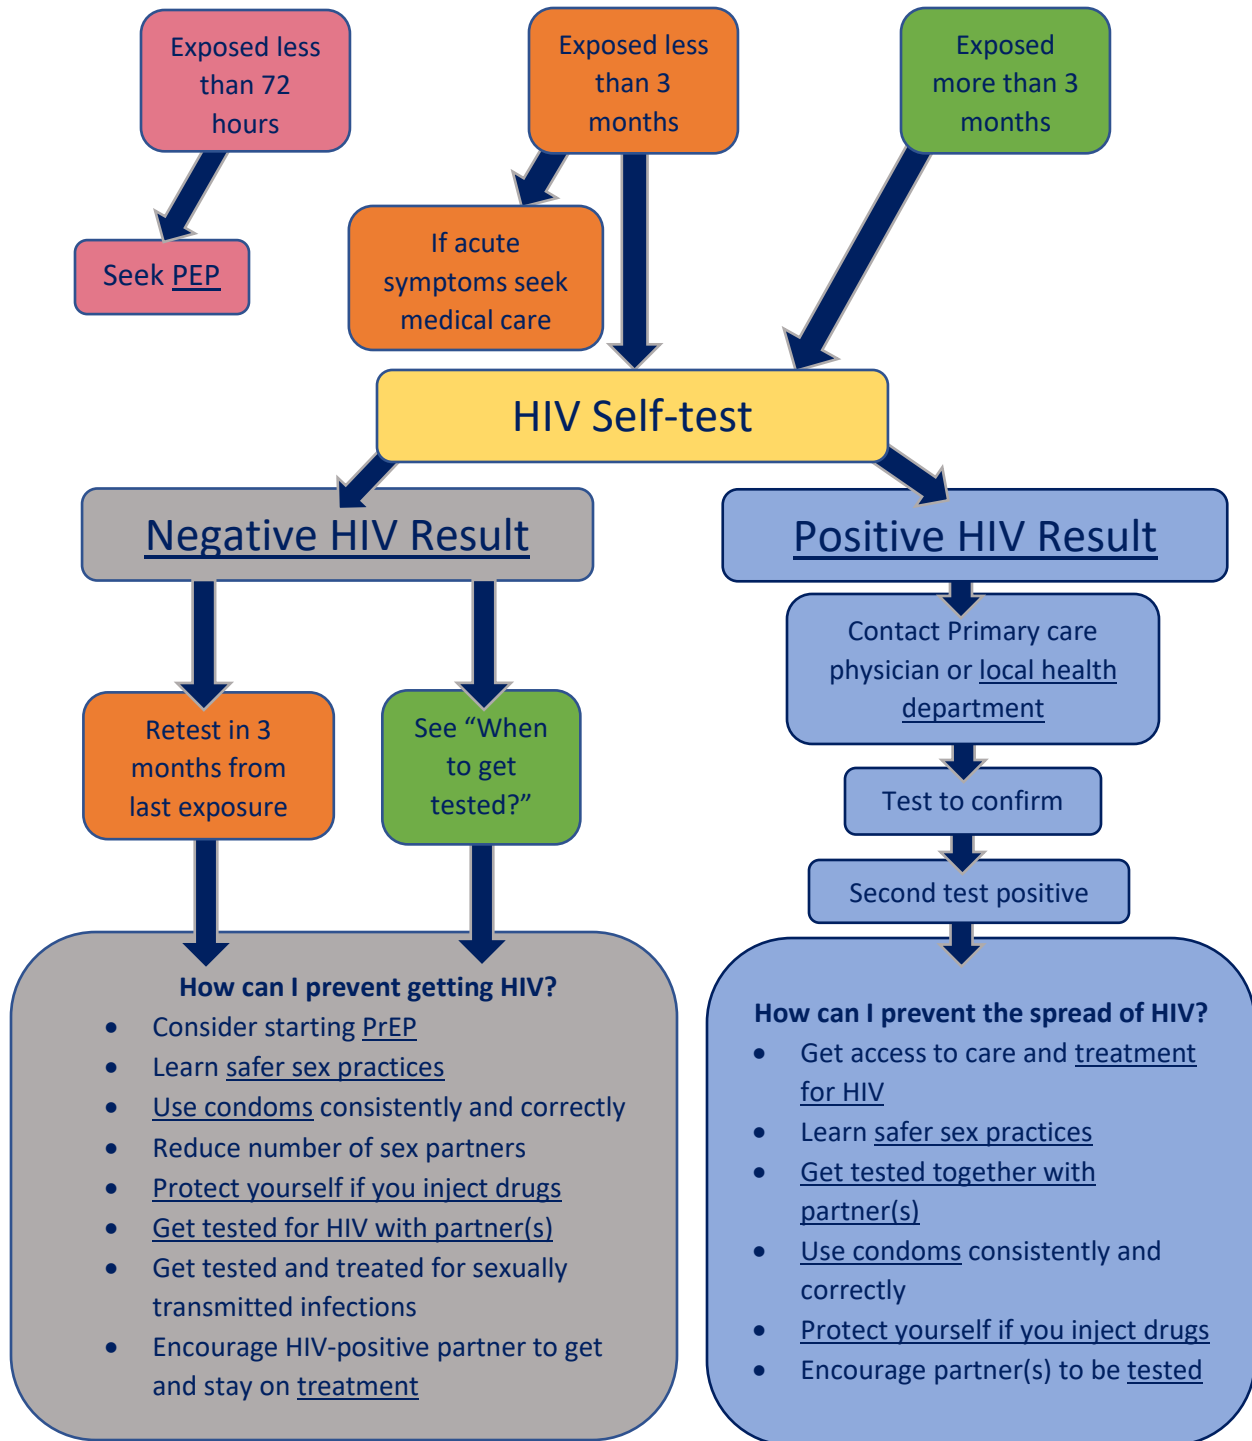 Exposed less
than 72
hours
Exposed less
than 3
months
Exposed
more than 3
months
Seek PEP
If acute
symptoms seek
medical care
HIV Self-test
Negative HIV Result
Positive HIV Result
Retest in 3
months from
last exposure
See “When
to get
tested?”
Contact Primary care
physician or local health
department
Test to confirm
Second test positive
How can I prevent getting HIV?
• Consider starting PrEP
• Learn safer sex practices
• Use condoms consistently and correctly
• Reduce number of sex partners
• Protect yourself if you inject drugs
• Get tested for HIV with partner(s)
• Get tested and treated for sexually
transmitted infections
• Encourage HIV-positive partner to get
and stay on treatment
How can I prevent the spread of HIV?
• Get access to care and treatment
for HIV
• Learn safer sex practices
• Get tested together with
partner(s)
• Use condoms consistently and
correctly
• Protect yourself if you inject drugs
• Encourage partner(s) to be tested